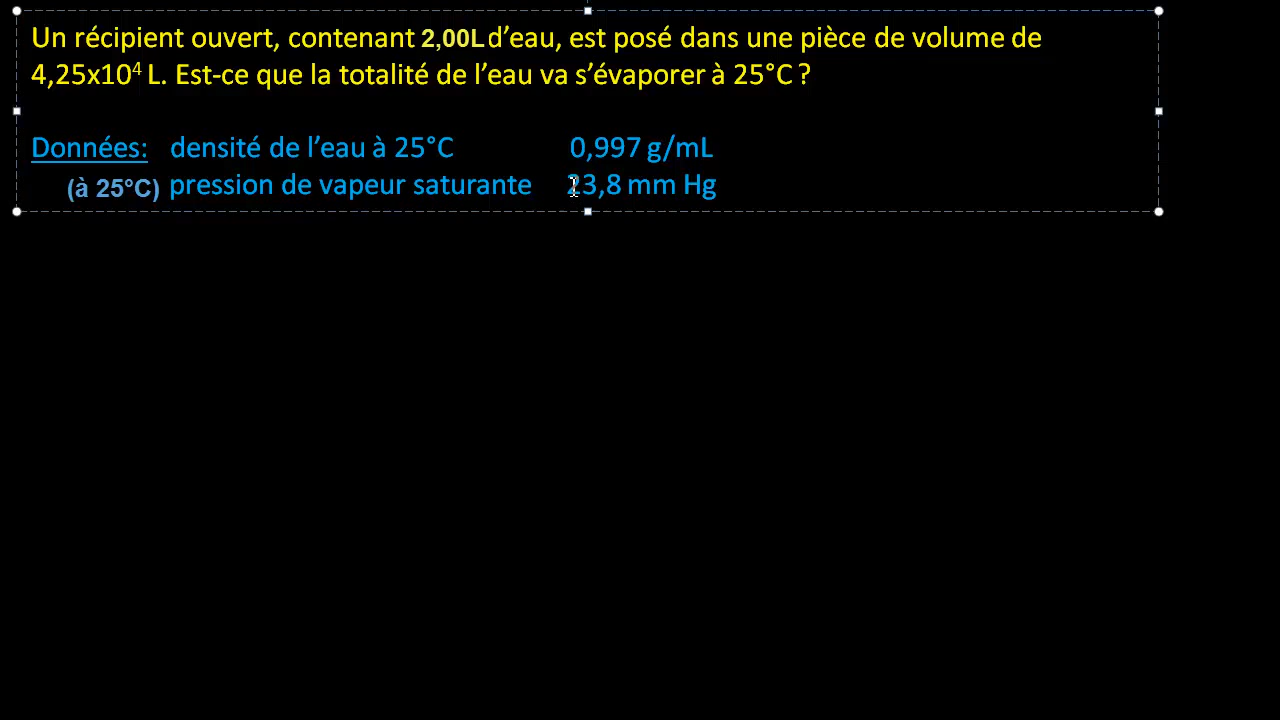 Un récipient ouvert, contenant 2,00L d’eau, est posé dans une pièce de volume de
4,25x10⁴ L. Est-ce que la totalité de l’eau va s’évaporer à 25°C ?
Données: densité de l’eau à 25°C 0,997 g/mL
(à 25°C) pression de vapeur saturante 23,8 mm Hg